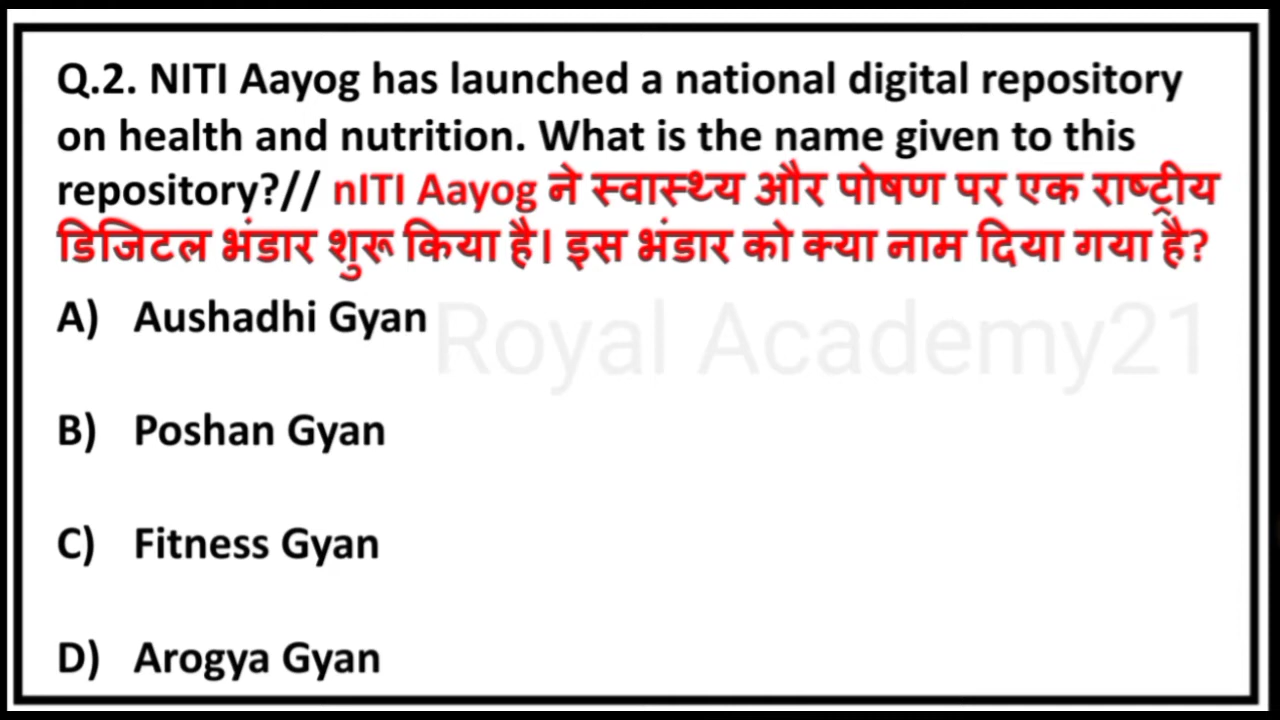 Q.2. NITI Aayog has launched a national digital repository
on health and nutrition. What is the name given to this
repository?// nITI Aayog ने स्वास्थ्य और पोषण पर एक राष्ट्रीय
डिजिटल भंडार शुरू किया है। इस भंडार को क्या नाम दिया गया है?
A) Aushadhi Gyan
Royal Academy21
B) Poshan Gyan
C) Fitness Gyan
D) Arogya Gyan